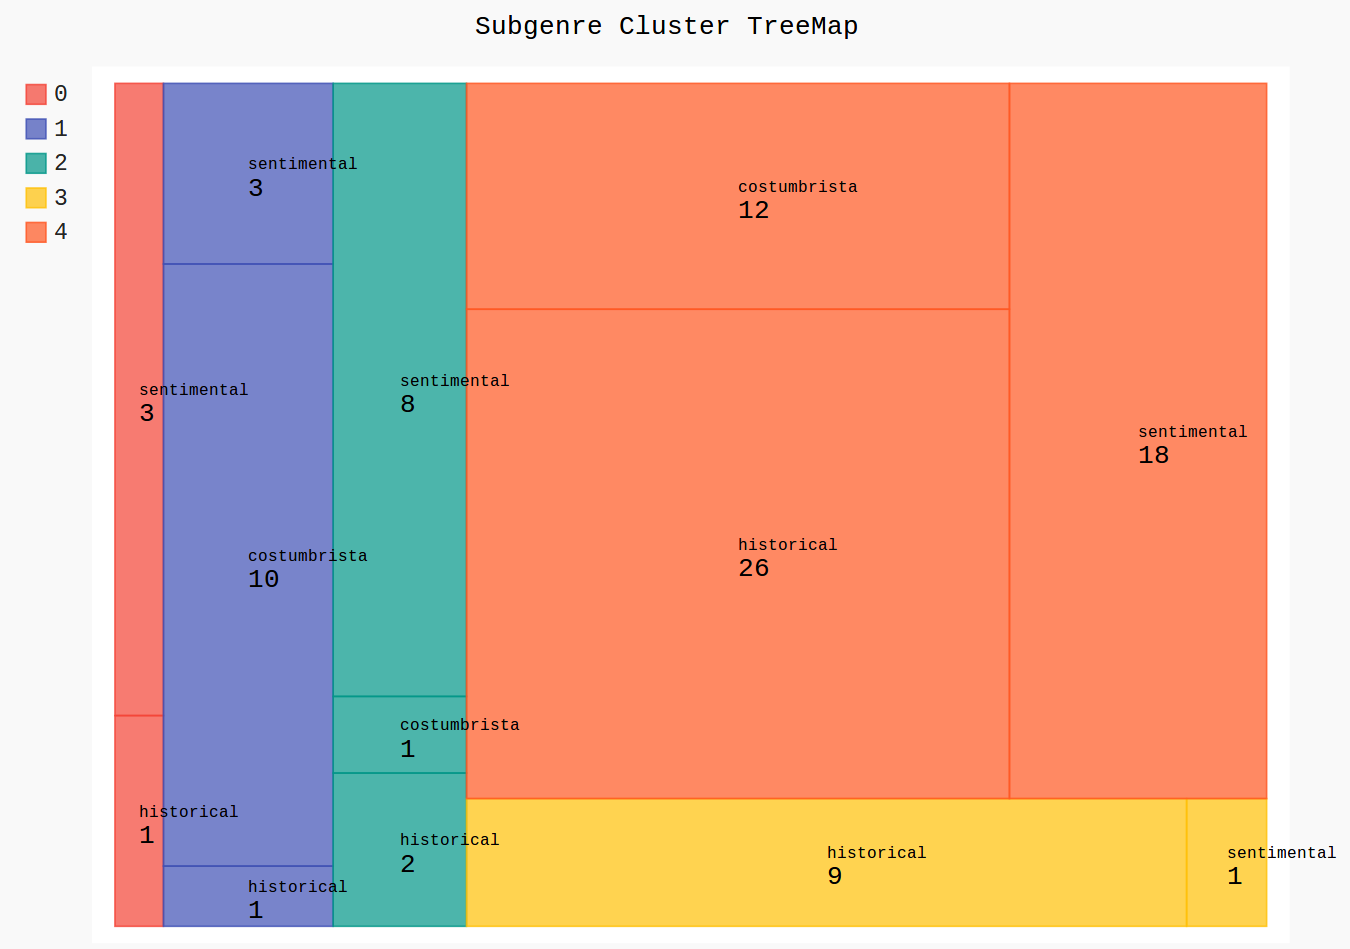 Subgenre Cluster TreeMap
0
1
2
3
4
sentimental
3
historical
1
sentimental
3
costumbrista
10
historical
1
sentimental
8
costumbrista
1
historical
2
costumbrista
12
historical
26
sentimental
18
historical
9
sentimental
1